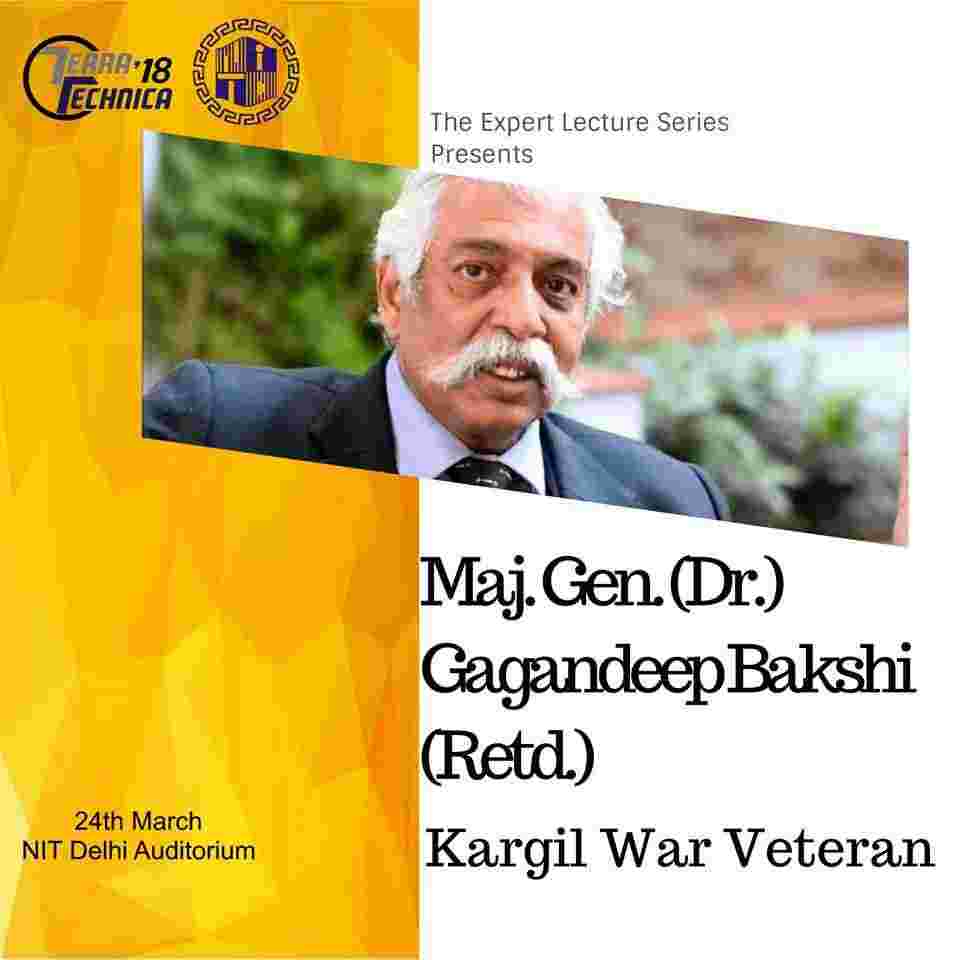 TERRA'18
TECHNICA
The Expert Lecture Series
Presents
Maj. Gen. (Dr.)
Gagandeep Bakshi
(Retd.)
Kargil War Veteran
24th March
NIT Delhi Auditorium